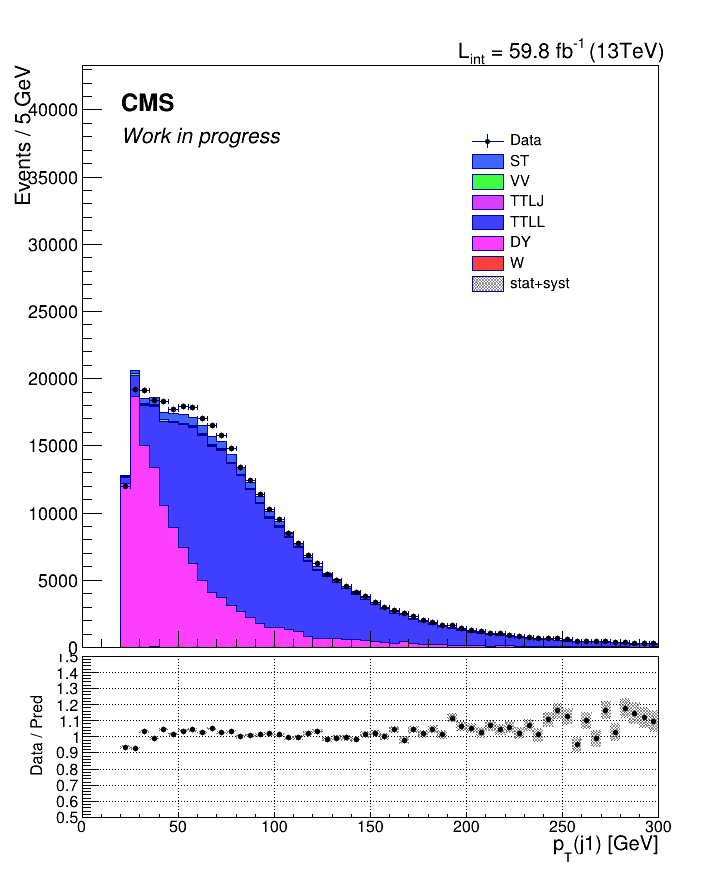 L_int = 59.8 fb^-1 (13TeV)
Events / 5 GeV
CMS
Work in progress
Data
ST
VV
TTLJ
TTLL
DY
W
stat+syst
40000
35000
30000
25000
20000
15000
10000
5000
0
Data / Pred
1.5
1.4
1.3
1.2
1.1
1
0.9
0.8
0.7
0.6
0.5
0 50 100 150 200 250 300
p_T(j1) [GeV]